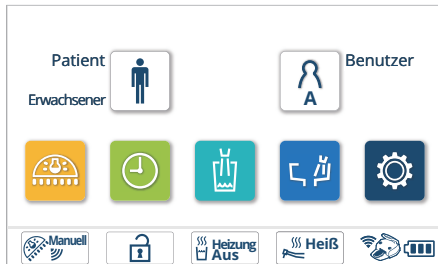 Patient
Benutzer
Erwachsener
A
Manuell
Heizung
Aus
Heiß